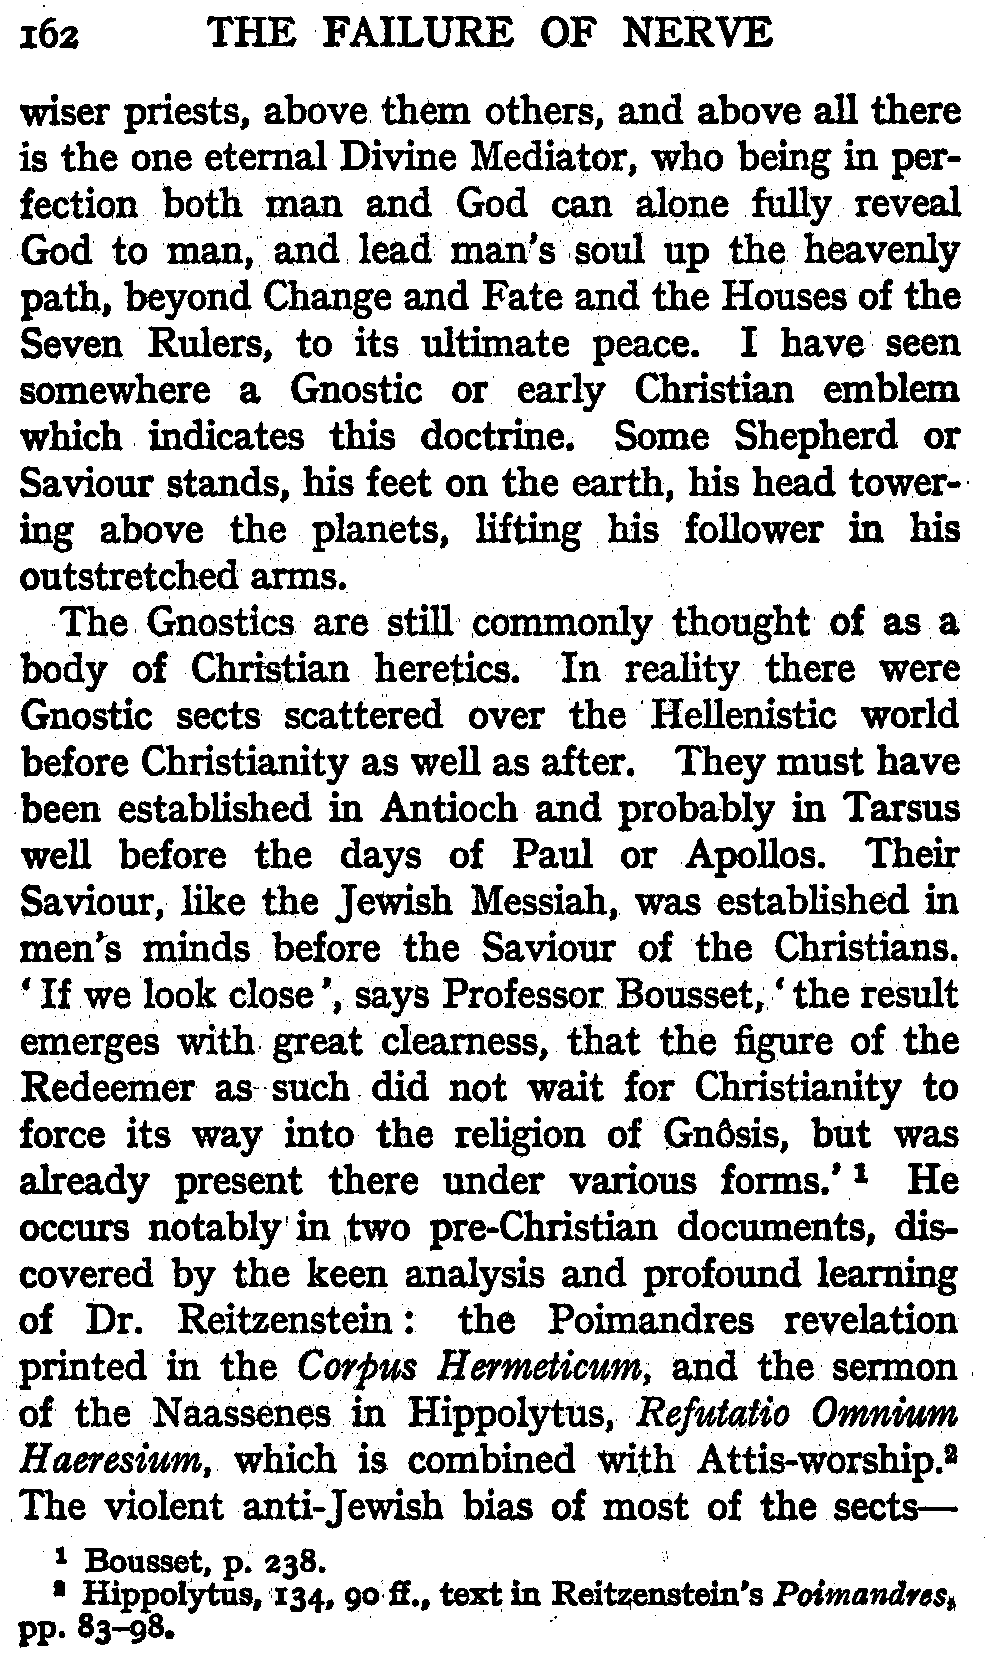 162 THE FAILURE OF NERVE
wiser priests, above them others, and above all there
is the one eternal Divine Mediator, who being in per-
fection both man and God can alone fully reveal
God to man, and lead man's soul up the heavenly
path, beyond Change and Fate and the Houses of the
Seven Rulers, to its ultimate peace. I have seen
somewhere a Gnostic or early Christian emblem
which indicates this doctrine. Some Shepherd or
Saviour stands, his feet on the earth, his head tower-
ing above the planets, lifting his follower in his
outstretched arms.
The Gnostics are still commonly thought of as a
body of Christian heretics. In reality there were
Gnostic sects scattered over the Hellenistic world
before Christianity as well as after. They must have
been established in Antioch and probably in Tarsus
well before the days of Paul or Apollos. Their
Saviour, like the Jewish Messiah, was established in
men's minds before the Saviour of the Christians.
‘ If we look close ’, says Professor Bousset, ‘ the result
emerges with great clearness, that the figure of the
Redeemer as such did not wait for Christianity to
force its way into the religion of Gnôsis, but was
already present there under various forms.’ ¹ He
occurs notably in two pre-Christian documents, dis-
covered by the keen analysis and profound learning
of Dr. Reitzenstein : the Poimandres revelation
printed in the Corpus Hermeticum, and the sermon
of the Naassenes in Hippolytus, Refutatio Omnium
Haeresium, which is combined with Attis-worship.²
The violent anti-Jewish bias of most of the sects—
¹ Bousset, p. 238.
² Hippolytus, 134, 90 ff., text in Reitzenstein's Poimandres,
pp. 83–98.